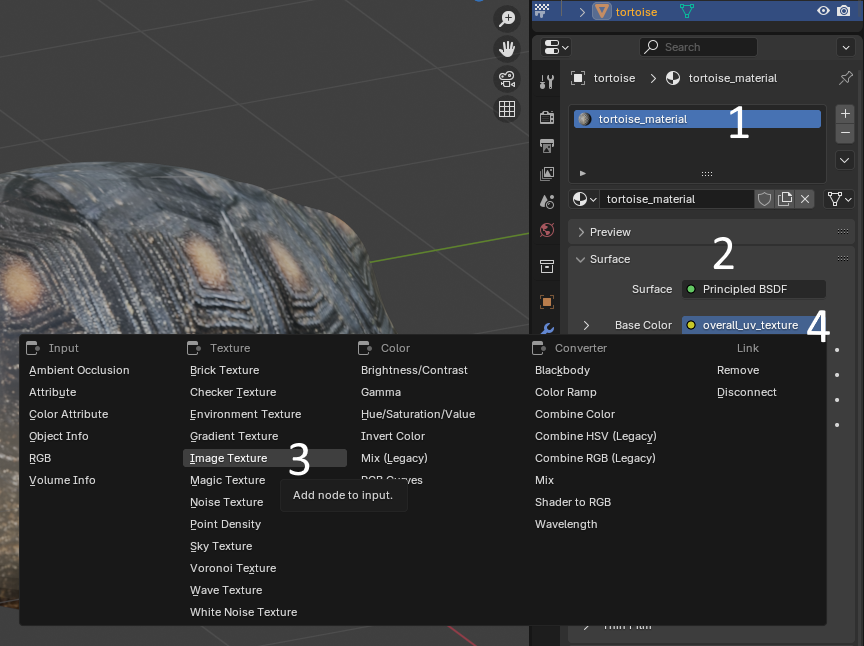 tortoise
Search
tortoise > tortoise_material
tortoise_material
1
tortoise_material
Preview
2
Surface
Surface Principled BSDF
Base Color overall_uv_texture
4
Input Texture Color Converter Link
Ambient Occlusion Brick Texture Brightness/Contrast Blackbody Remove
Attribute Checker Texture Gamma Color Ramp Disconnect
Color Attribute Environment Texture Hue/Saturation/Value Combine Color
Object Info Gradient Texture Invert Color Combine HSV (Legacy)
RGB Image Texture Mix (Legacy) Combine RGB (Legacy)
3
Volume Info Magic Texture RGB Curves Mix
Add node to input.
Noise Texture Shader to RGB
Point Density Wavelength
Sky Texture
Voronoi Texture
Wave Texture
White Noise Texture
Thin Film